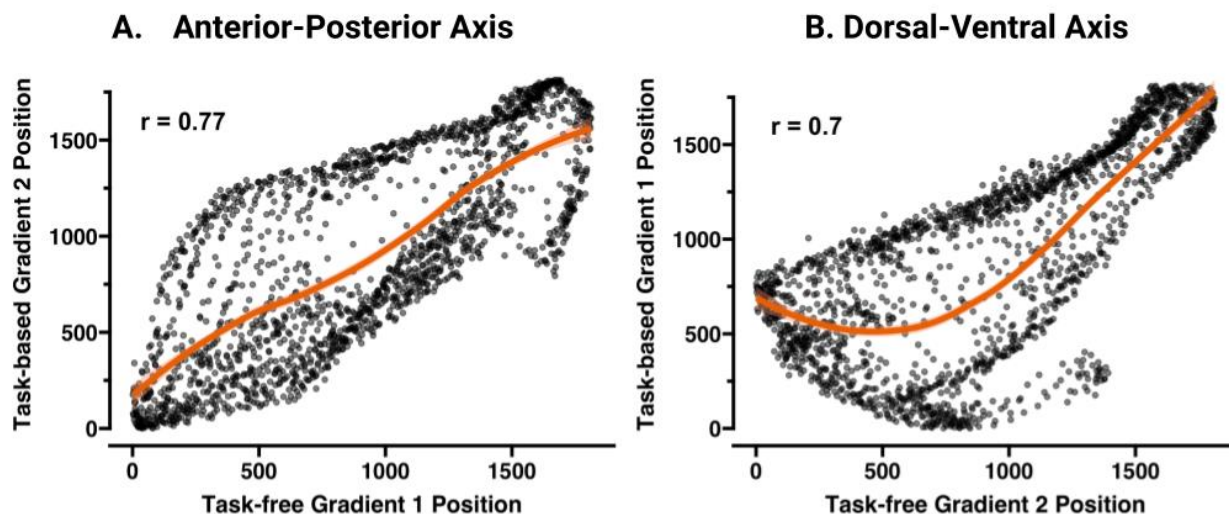 A. Anterior-Posterior Axis
Task-based Gradient 2 Position
r = 0.77
1500
1000
500
0
0 500 1000 1500
Task-free Gradient 1 Position
B. Dorsal-Ventral Axis
Task-based Gradient 1 Position
r = 0.7
1500
1000
500
0
0 500 1000 1500
Task-free Gradient 2 Position